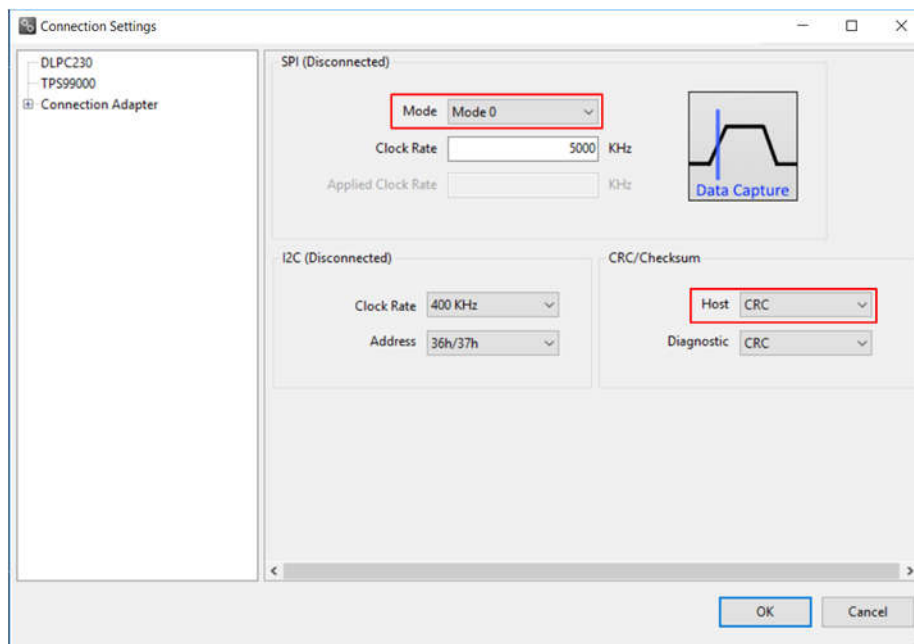 Connection Settings
DLPC230
TPS99000
Connection Adapter
SPI (Disconnected)
Mode Mode 0
Clock Rate 5000 KHz
Applied Clock Rate KHz
Data Capture
I2C (Disconnected)
Clock Rate 400 KHz
Address 36h/37h
CRC/Checksum
Host CRC
Diagnostic CRC
OK Cancel